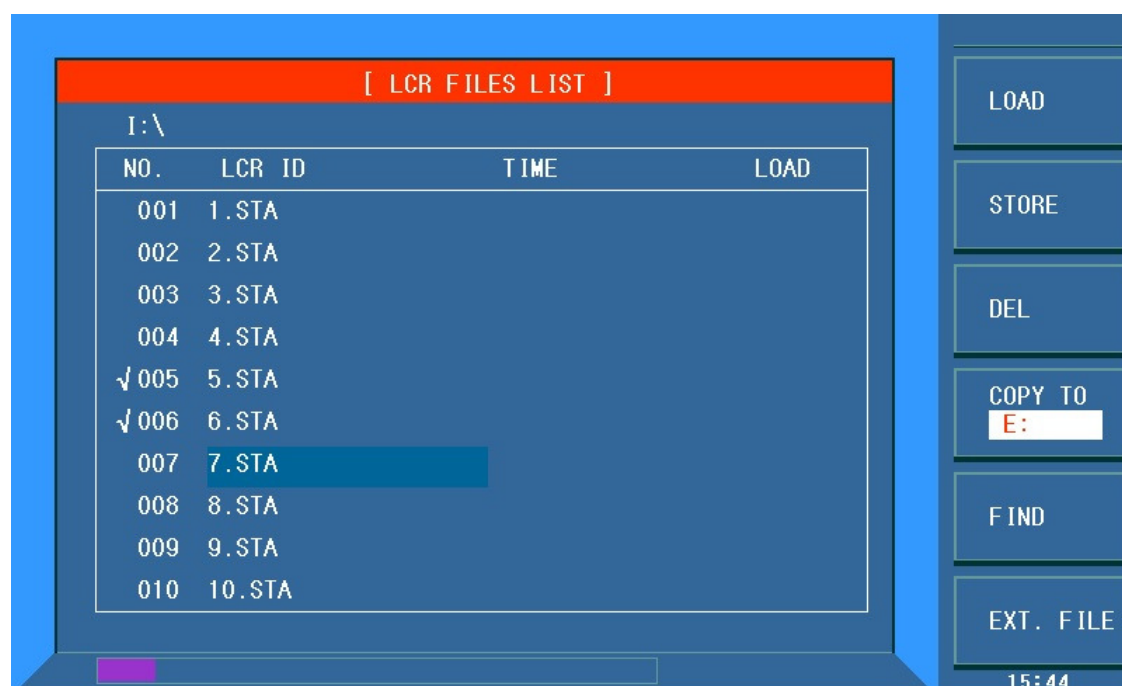 [ LCR FILES LIST ]
I:\
NO. LCR ID TIME LOAD
001 1.STA
002 2.STA
003 3.STA
004 4.STA
√ 005 5.STA
√ 006 6.STA
007 7.STA
008 8.STA
009 9.STA
010 10.STA
LOAD
STORE
DEL
COPY TO
E:
FIND
EXT. FILE
15:44